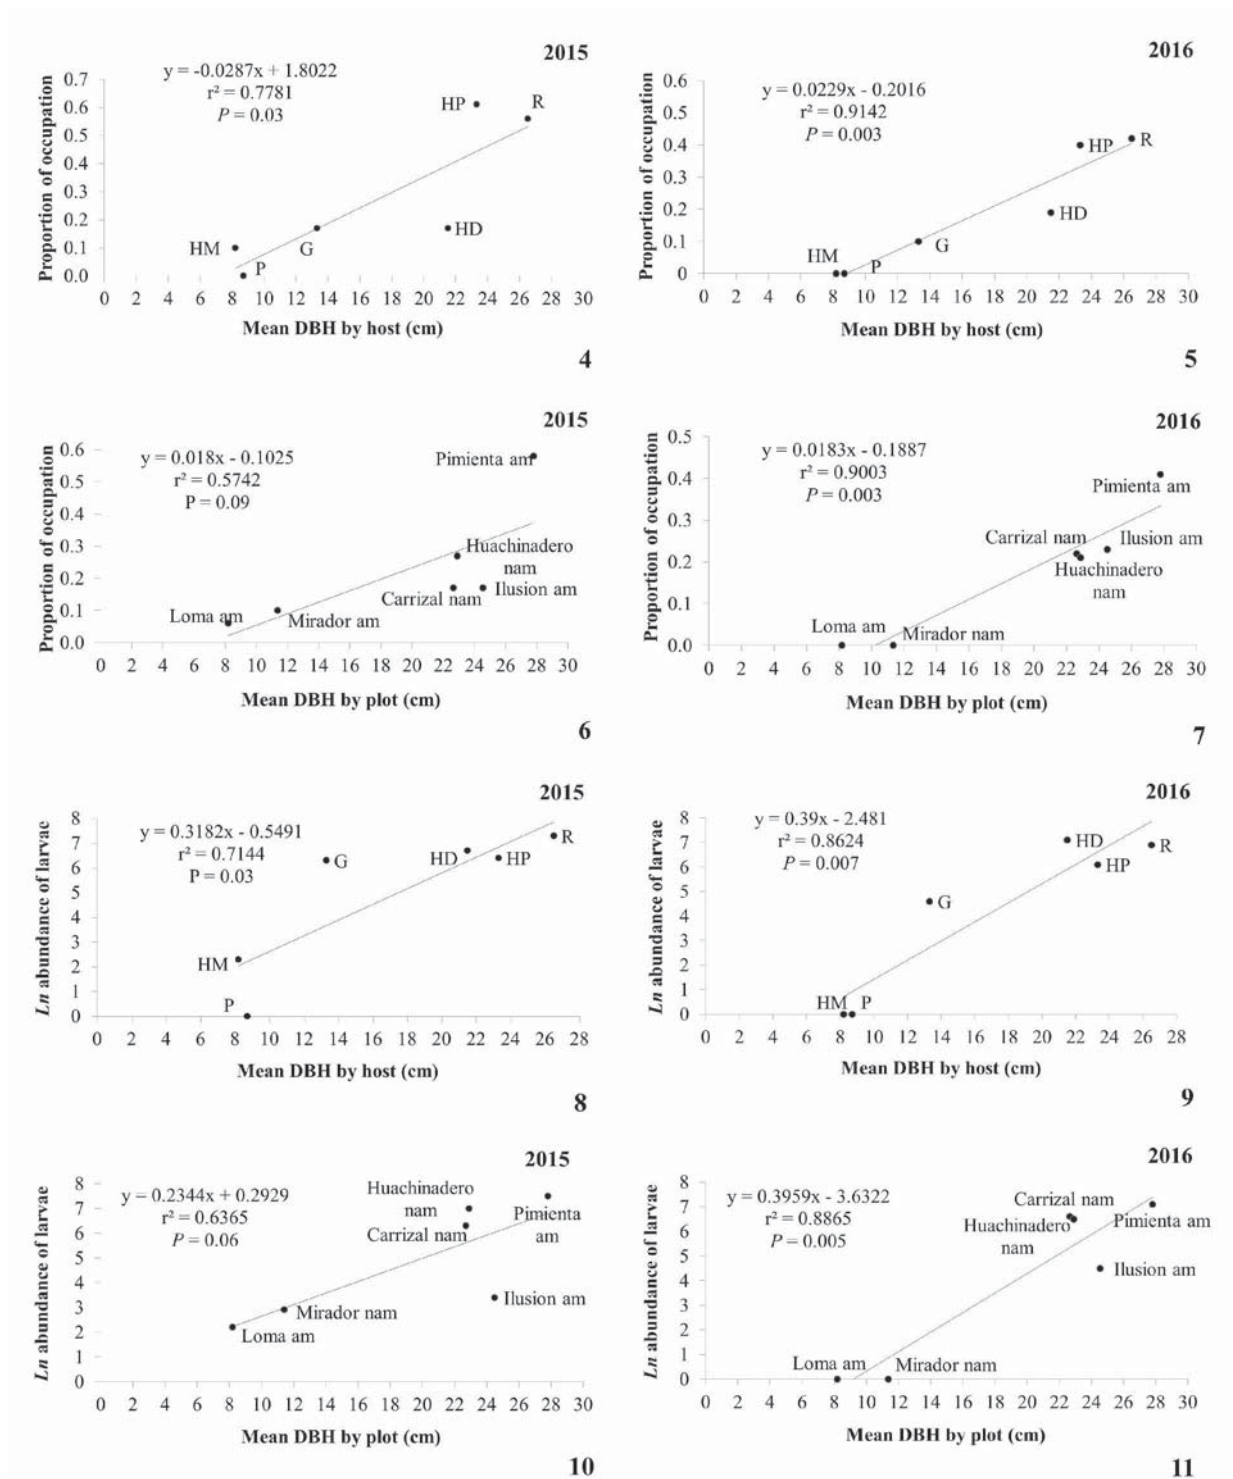 2015
y = -0.0287x + 1.8022
r² = 0.7781
P = 0.03
Proportion of occupation
0.7
0.6
0.5
0.4
0.3
0.2
0.1
0.0
HP
R
HM
P
G
HD
0 2 4 6 8 10 12 14 16 18 20 22 24 26 28 30
Mean DBH by host (cm)
4
2016
y = 0.0229x - 0.2016
r² = 0.9142
P = 0.003
Proportion of occupation
0.6
0.5
0.4
0.3
0.2
0.1
0
HP
R
HD
HM
P
G
0 2 4 6 8 10 12 14 16 18 20 22 24 26 28 30
Mean DBH by host (cm)
5
2015
y = 0.018x - 0.1025
r² = 0.5742
P = 0.09
Proportion of occupation
0.6
0.5
0.4
0.3
0.2
0.1
0.0
Pimienta am
Huachinadero
nam
Carrizal nam
Ilusion am
Loma am
Mirador am
0 2 4 6 8 10 12 14 16 18 20 22 24 26 28 30
Mean DBH by plot (cm)
6
2016
y = 0.0183x - 0.1887
r² = 0.9003
P = 0.003
Proportion of occupation
0.5
0.4
0.3
0.2
0.1
0.0
Pimienta am
Carrizal nam
Ilusion am
Huachinadero
nam
Loma am
Mirador nam
0 2 4 6 8 10 12 14 16 18 20 22 24 26 28 30
Mean DBH by plot (cm)
7
2015
y = 0.3182x - 0.5491
r² = 0.7144
P = 0.03
Ln abundance of larvae
8
7
6
5
4
3
2
1
0
G
HD
HP
R
HM
P
0 2 4 6 8 10 12 14 16 18 20 22 24 26 28
Mean DBH by host (cm)
8
2016
y = 0.39x - 2.481
r² = 0.8624
P = 0.007
Ln abundance of larvae
8
7
6
5
4
3
2
1
0
HD
R
HP
G
HM
P
0 2 4 6 8 10 12 14 16 18 20 22 24 26 28
Mean DBH by host (cm)
9
2015
y = 0.2344x + 0.2929
r² = 0.6365
P = 0.06
Ln abundance of larvae
8
7
6
5
4
3
2
1
0
Huachinadero
nam
Carrizal nam
Pimienta
am
Ilusion am
Mirador nam
Loma am
0 2 4 6 8 10 12 14 16 18 20 22 24 26 28 30
Mean DBH by plot (cm)
10
2016
y = 0.3959x - 3.6322
r² = 0.8865
P = 0.005
Ln abundance of larvae
8
7
6
5
4
3
2
1
0
Carrizal nam
Huachinadero
nam
Pimienta am
Ilusion am
Loma am
Mirador nam
0 2 4 6 8 10 12 14 16 18 20 22 24 26 28 30
Mean DBH by plot (cm)
11